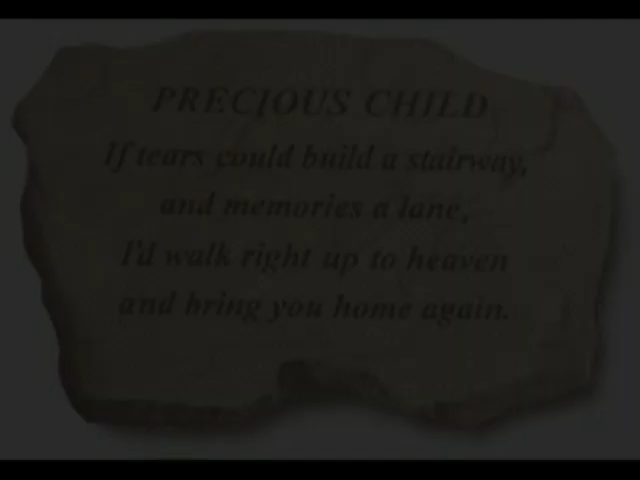 PRECIOUS CHILD
If tears could build a stairway,
and memories a lane,
I'd walk right up to heaven
and bring you home again.